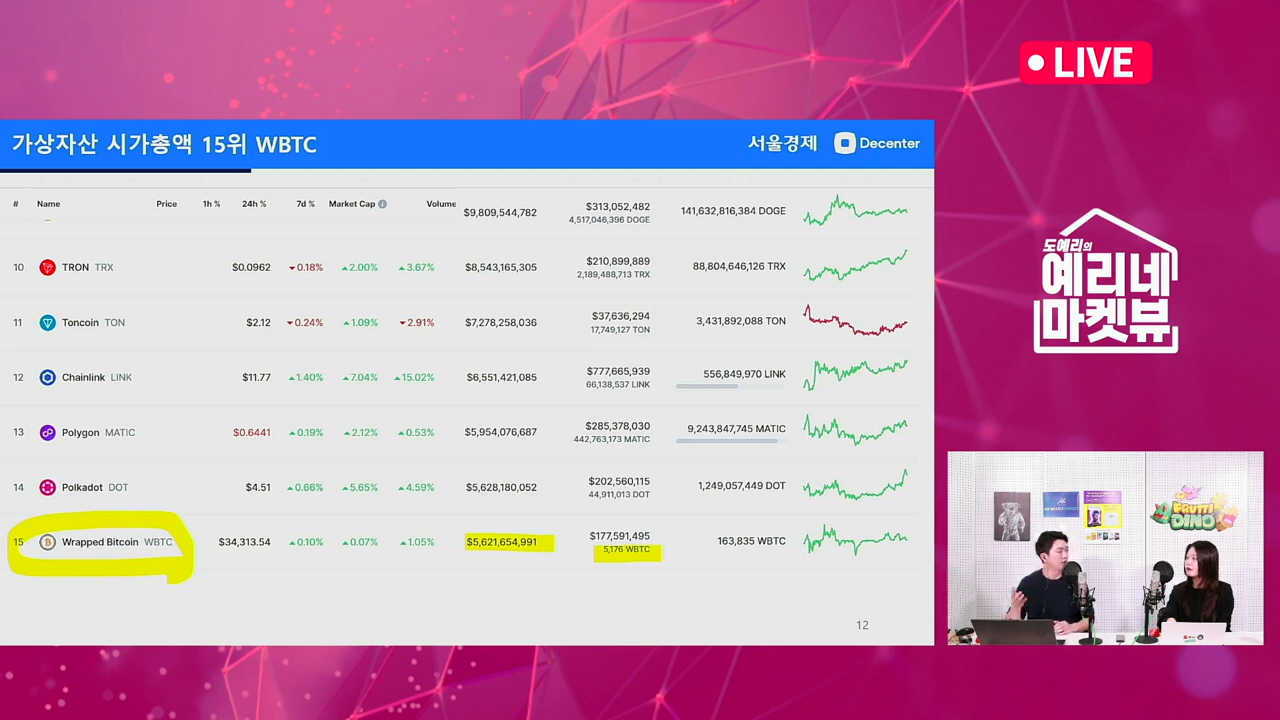 LIVE
가상자산 시가총액 15위 WBTC
서울경제 Decenter
# Name Price 1h % 24h % 7d % Market Cap Volume
$9,809,544,782 $313,052,482 141,632,816,384 DOGE
4,517,046,396 DOGE
10 TRON TRX $0.0962 0.18% 2.00% 3.67% $8,543,165,305 $210,899,889 88,804,646,126 TRX
2,189,488,713 TRX
11 Toncoin TON $2.12 0.24% 1.09% 2.91% $7,278,258,036 $37,636,294 3,431,892,088 TON
17,749,127 TON
12 Chainlink LINK $11.77 1.40% 7.04% 15.02% $6,551,421,085 $777,665,939 556,849,970 LINK
66,138,537 LINK
13 Polygon MATIC $0.6441 0.19% 2.12% 0.53% $5,954,076,687 $285,378,030 9,243,847,745 MATIC
442,763,173 MATIC
14 Polkadot DOT $4.51 0.66% 5.65% 4.59% $5,628,180,052 $202,560,115 1,249,057,449 DOT
44,911,013 DOT
15 Wrapped Bitcoin WBTC $34,313.54 0.10% 0.07% 1.05% $5,621,654,991 $177,591,495 163,835 WBTC
5,176 WBTC
12
도예리의
예리네
마켓뷰
FRUTTI
DINO